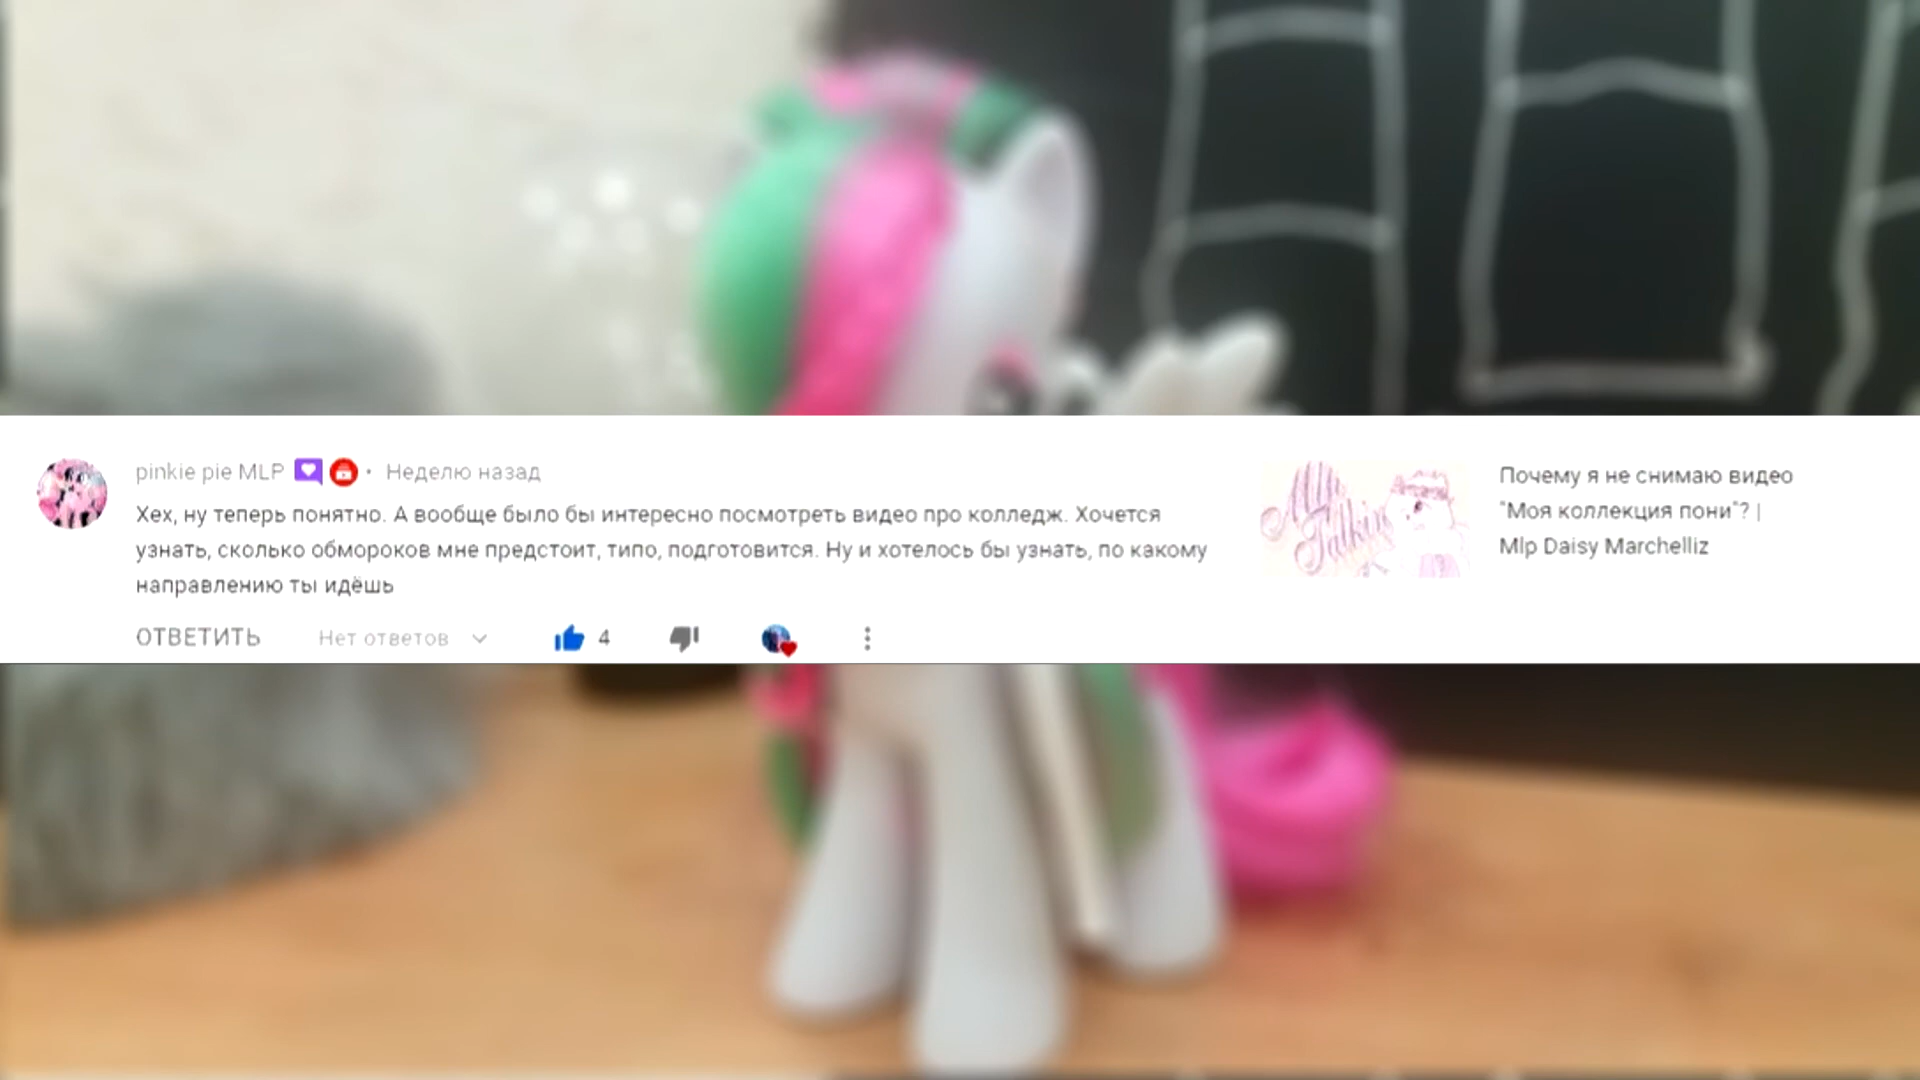 pinkie pie MLP • Неделю назад
Хех, ну теперь понятно. А вообще было бы интересно посмотреть видео про колледж. Хочется
узнать, сколько обмороков мне предстоит, типо, подготовится. Ну и хотелось бы узнать, по какому
направлению ты идёшь
ОТВЕТИТЬ Нет ответов 4
Mlp
Talkin
Почему я не снимаю видео
"Моя коллекция пони"? |
Mlp Daisy Marchelliz